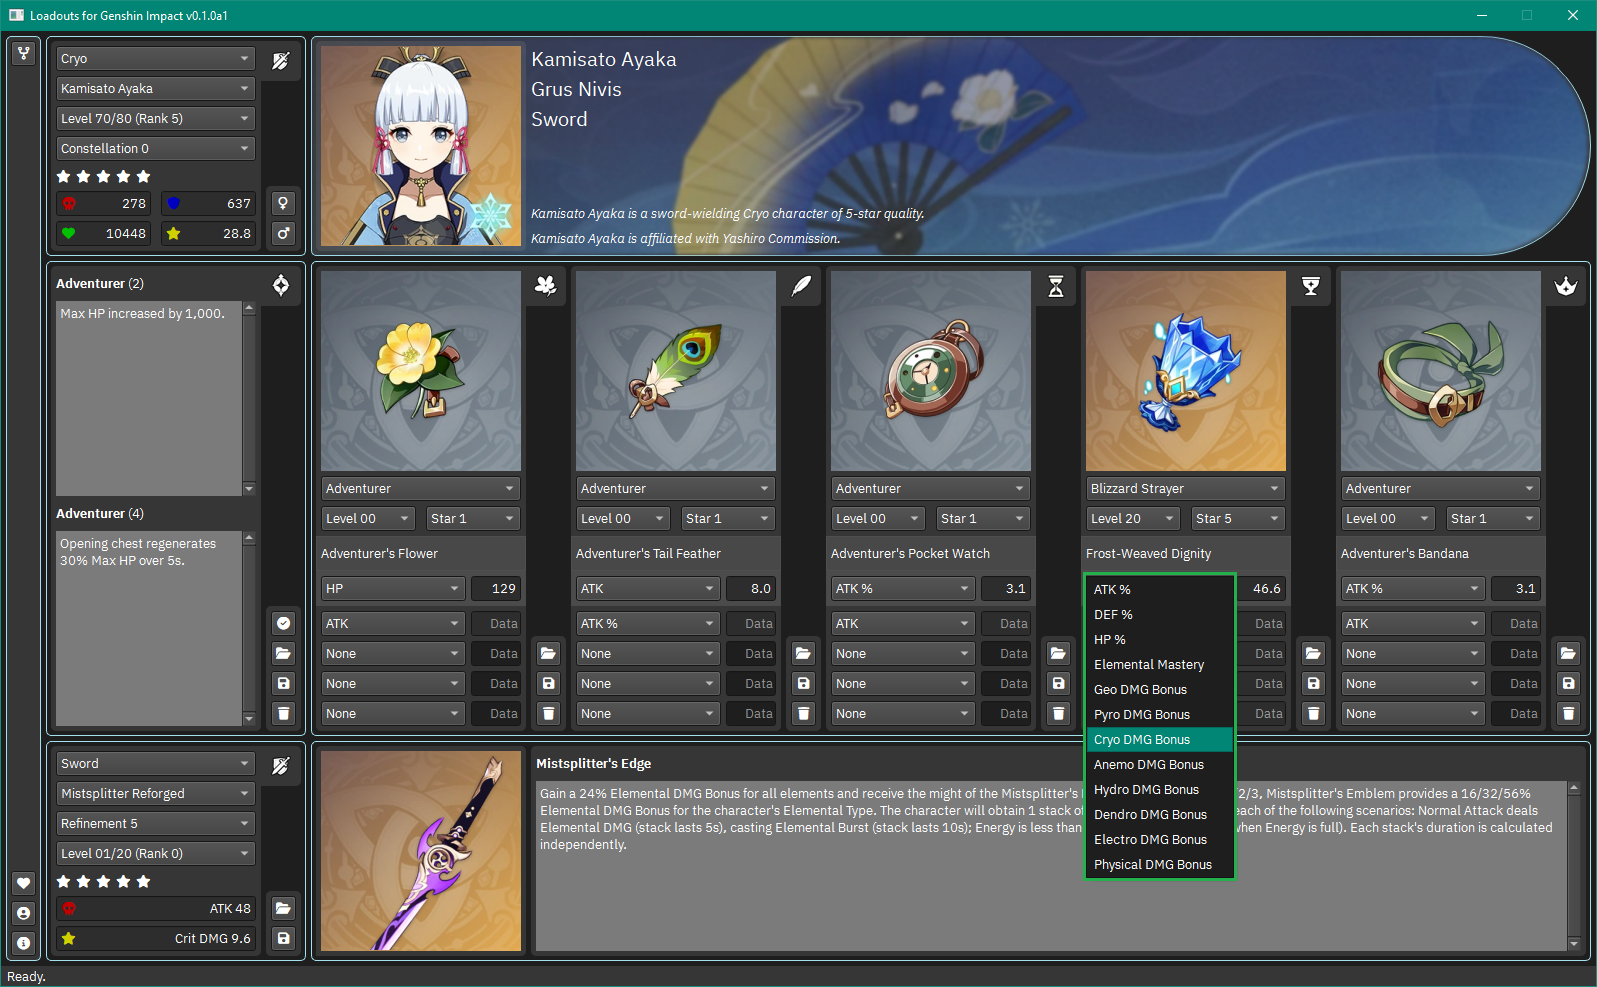 Loadouts for Genshin Impact v0.1.0a1
Cryo
Kamisato Ayaka
Level 70/80 (Rank 5)
Constellation 0
278
637
10448
28.8
Kamisato Ayaka
Grus Nivis
Sword
Kamisato Ayaka is a sword-wielding Cryo character of 5-star quality.
Kamisato Ayaka is affiliated with Yashiro Commission.
Adventurer (2)
Max HP increased by 1,000.
Adventurer (4)
Opening chest regenerates
30% Max HP over 5s.
Adventurer
Level 00
Star 1
Adventurer's Flower
HP
129
ATK
Data
None
Data
None
Data
None
Data
Adventurer
Level 00
Star 1
Adventurer's Tail Feather
ATK
8.0
ATK %
Data
None
Data
None
Data
None
Data
Adventurer
Level 00
Star 1
Adventurer's Pocket Watch
ATK %
3.1
ATK
Data
None
Data
None
Data
None
Data
Blizzard Strayer
Level 20
Star 5
Frost-Weaved Dignity
46.6
Data
Data
Data
Data
ATK %
DEF %
HP %
Elemental Mastery
Geo DMG Bonus
Pyro DMG Bonus
Cryo DMG Bonus
Anemo DMG Bonus
Hydro DMG Bonus
Dendro DMG Bonus
Electro DMG Bonus
Physical DMG Bonus
Adventurer
Level 00
Star 1
Adventurer's Bandana
ATK %
3.1
ATK
Data
None
Data
None
Data
None
Data
Sword
Mistsplitter Reforged
Refinement 5
Level 01/20 (Rank 0)
ATK 48
Crit DMG 9.6
Mistsplitter's Edge
Gain a 24% Elemental DMG Bonus for all elements and receive the might of the Mistsplitter's 2/3, Mistsplitter's Emblem provides a 16/32/56%
Elemental DMG Bonus for the character's Elemental Type. The character will obtain 1 stack each of the following scenarios: Normal Attack deals
Elemental DMG (stack lasts 5s), casting Elemental Burst (stack lasts 10s); Energy is less than when Energy is full). Each stack's duration is calculated
independently.
Ready.